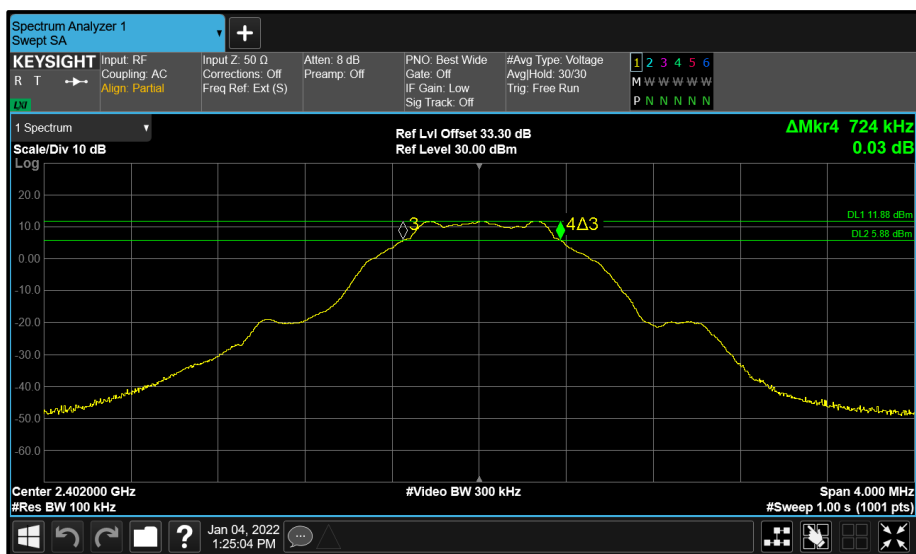 Spectrum Analyzer 1
Swept SA
KEYSIGHT
R T
LXI
Input: RF
Coupling: AC
Align: Partial
Input Z: 50 Ω
Corrections: Off
Freq Ref: Ext (S)
Atten: 8 dB
Preamp: Off
PNO: Best Wide
Gate: Off
IF Gain: Low
Sig Track: Off
#Avg Type: Voltage
Avg|Hold: 30/30
Trig: Free Run
1 2 3 4 5 6
M W W W W W
P N N N N N
1 Spectrum
Scale/Div 10 dB
Ref Lvl Offset 33.30 dB
Ref Level 30.00 dBm
ΔMkr4 724 kHz
0.03 dB
Log
20.0
10.0
0.00
-10.0
-20.0
-30.0
-40.0
-50.0
-60.0
3
4Δ3
DL1 11.88 dBm
DL2 5.88 dBm
Center 2.402000 GHz
#Res BW 100 kHz
#Video BW 300 kHz
Span 4.000 MHz
#Sweep 1.00 s (1001 pts)
?
Jan 04, 2022
1:25:04 PM